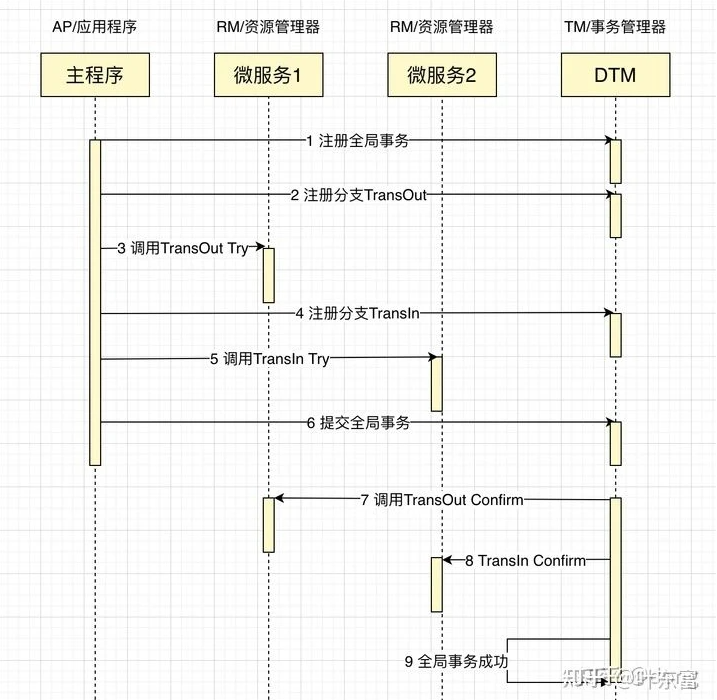 AP/应用程序
RM/资源管理器
RM/资源管理器
TM/事务管理器
主程序
微服务1
微服务2
DTM
1 注册全局事务
2 注册分支TransOut
3 调用TransOut Try
4 注册分支TransIn
5 调用TransIn Try
6 提交全局事务
7 调用TransOut Confirm
8 TransIn Confirm
9 全局事务成功
知乎 @叶东富